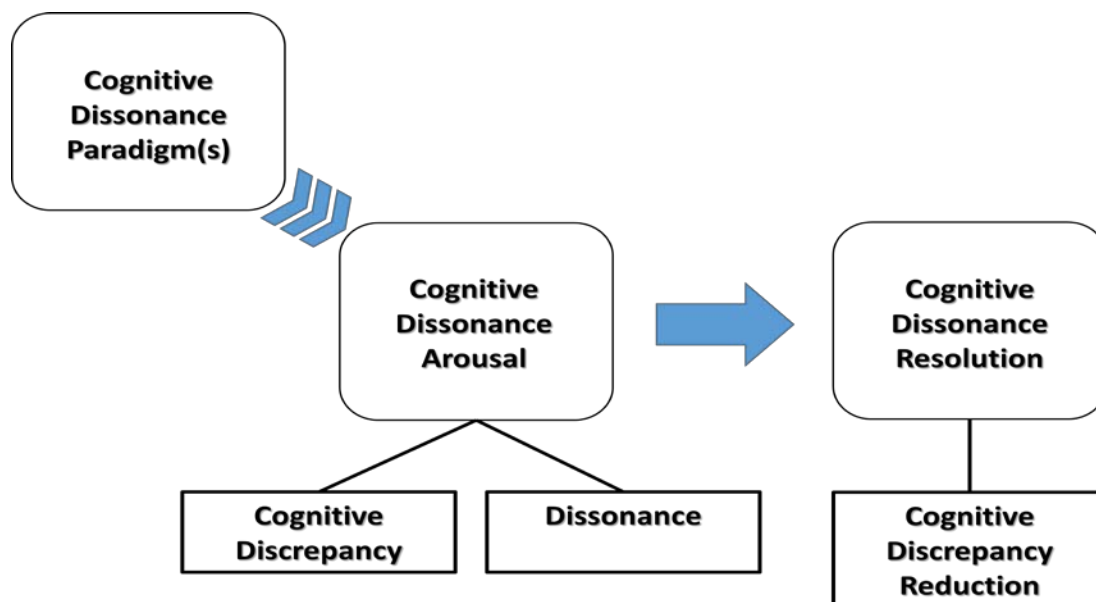 Cognitive
Dissonance
Paradigm(s)
Cognitive
Dissonance
Arousal
Cognitive
Dissonance
Resolution
Cognitive
Discrepancy
Dissonance
Cognitive
Discrepancy
Reduction